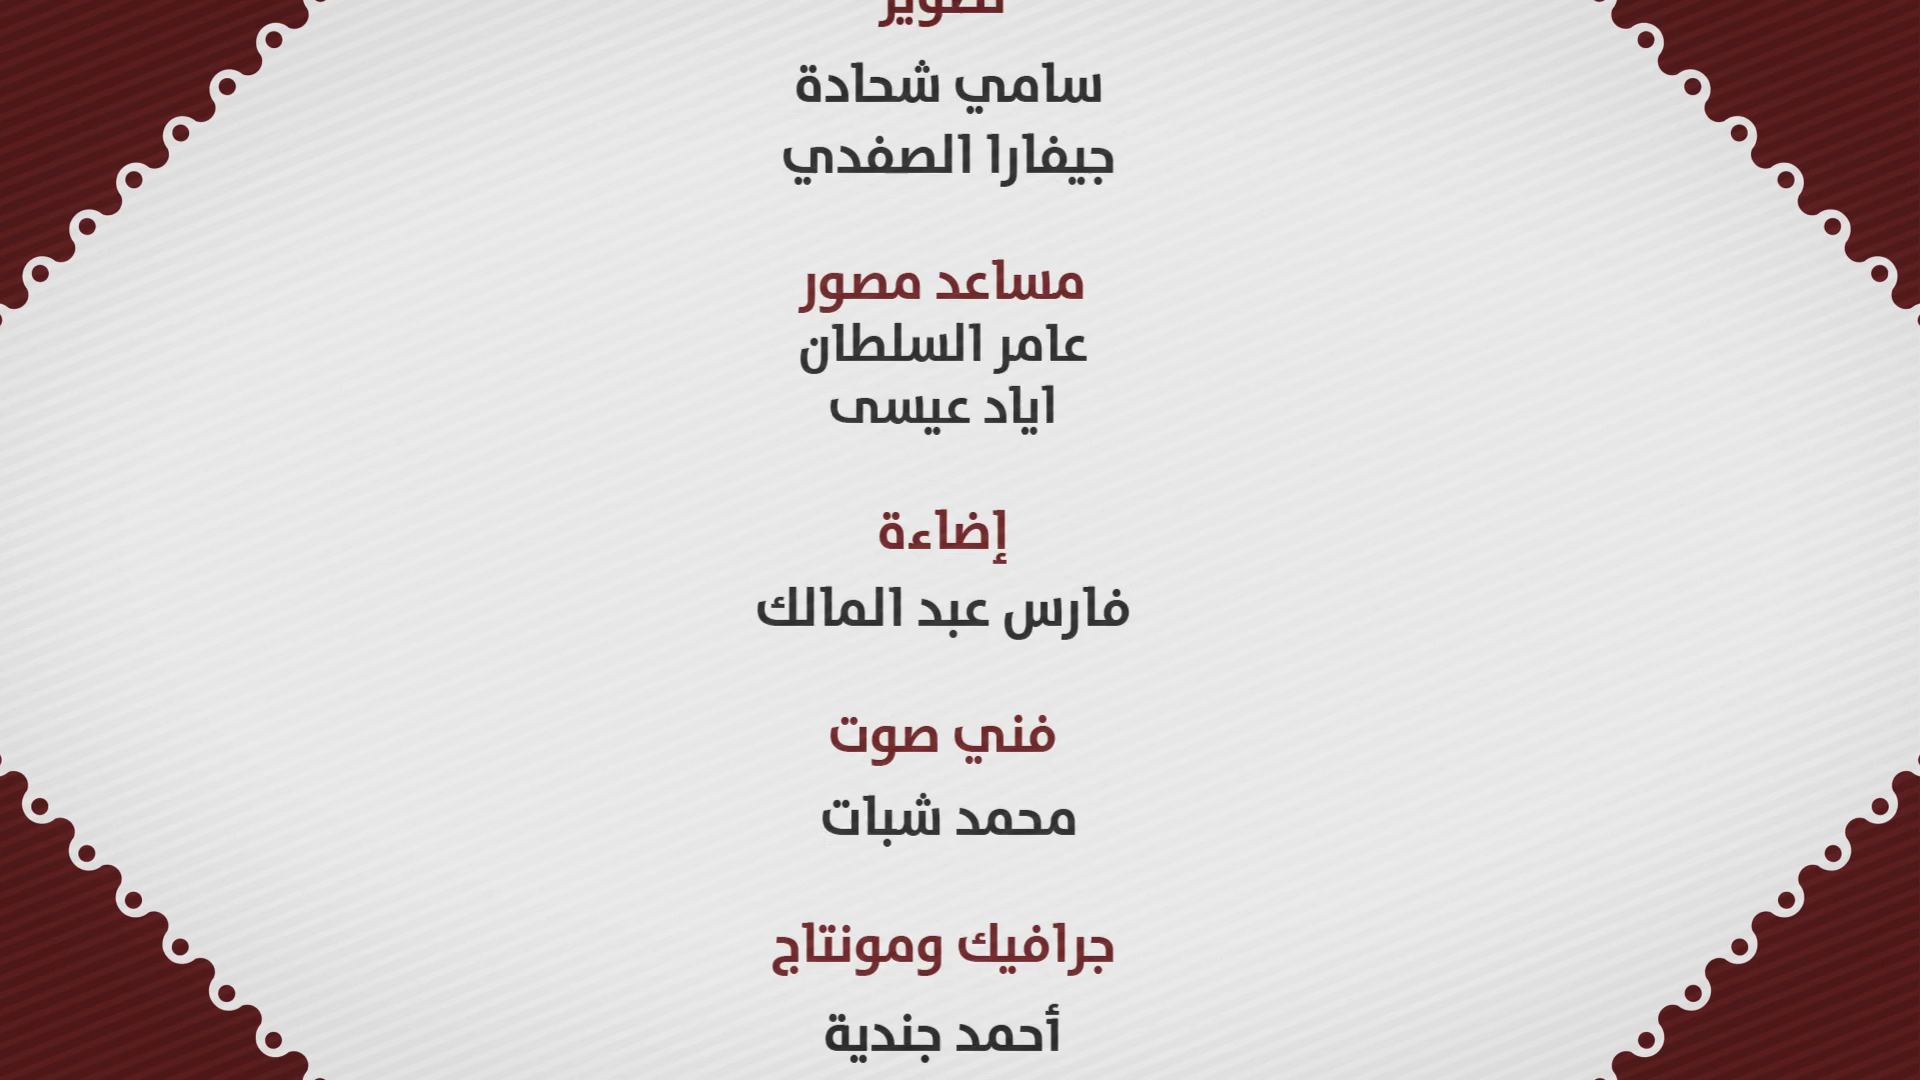 تصوير
سامي شحادة
جيفارا الصفدي
مساعد مصور
عامر السلطان
اياد عيسى
إضاءة
فارس عبد المالك
فني صوت
محمد شبات
جرافيك ومونتاج
أحمد جندية